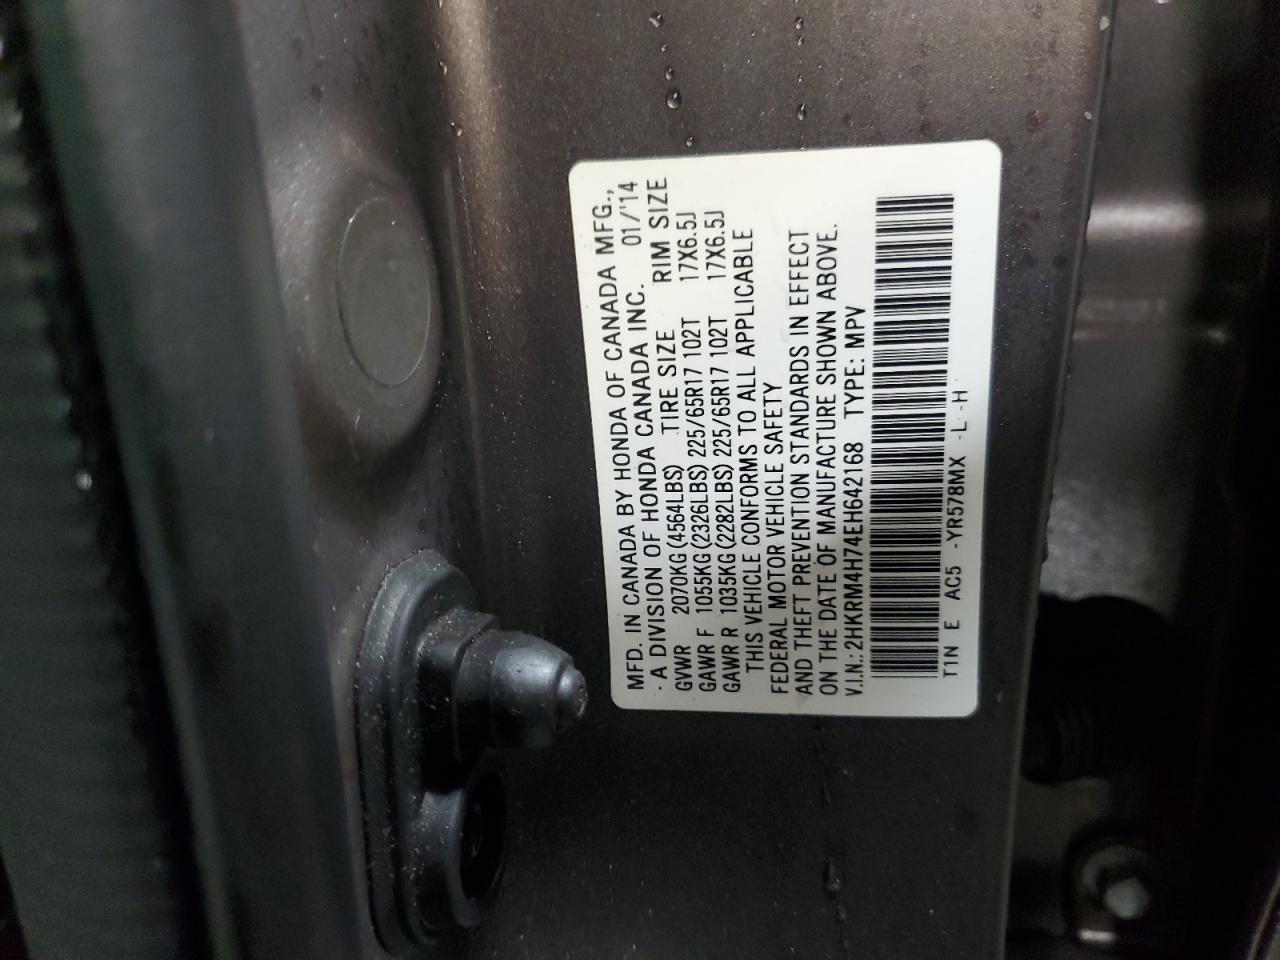 MFD. IN CANADA BY HONDA OF CANADA MFG.,
- A DIVISION OF HONDA CANADA INC. 01/'14
GVWR 2070KG(4564LBS) TIRE SIZE RIM SIZE
GAWR F 1055KG(2326LBS) 225/65R17 102T 17X6.5J
GAWR R 1035KG(2282LBS) 225/65R17 102T 17X6.5J
THIS VEHICLE CONFORMS TO ALL APPLICABLE
FEDERAL MOTOR VEHICLE SAFETY
AND THEFT PREVENTION STANDARDS IN EFFECT
ON THE DATE OF MANUFACTURE SHOWN ABOVE.
V.I.N.: 2HKRM4H74EH642168 TYPE: MPV
T1N E AC5 -YR578MX -L -H